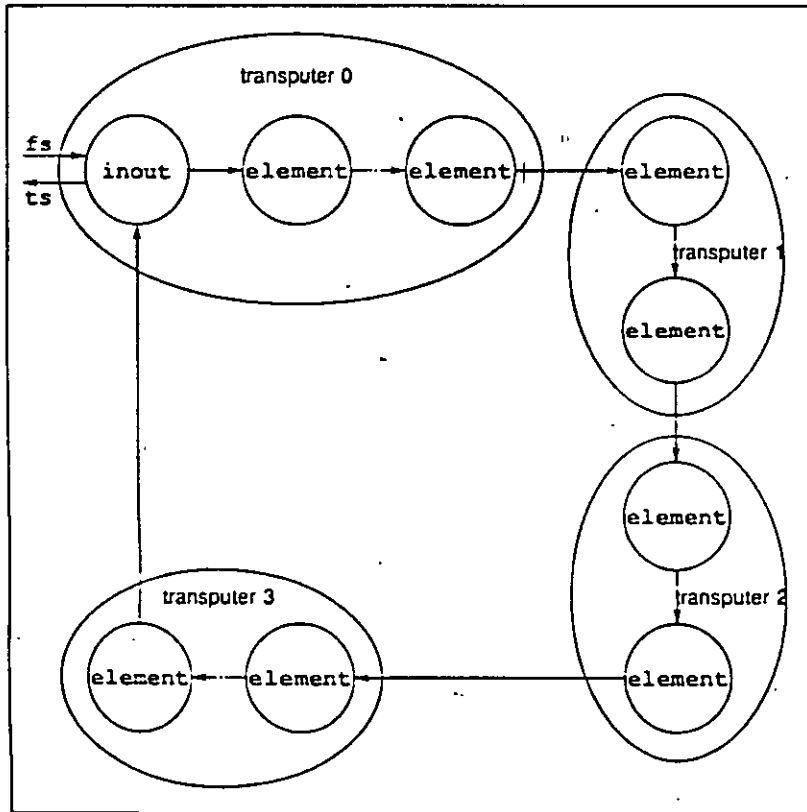 transputer 0
fs
inout
element
element
element
ts
transputer 1
element
element
transputer 3
transputer 2
element
element
element